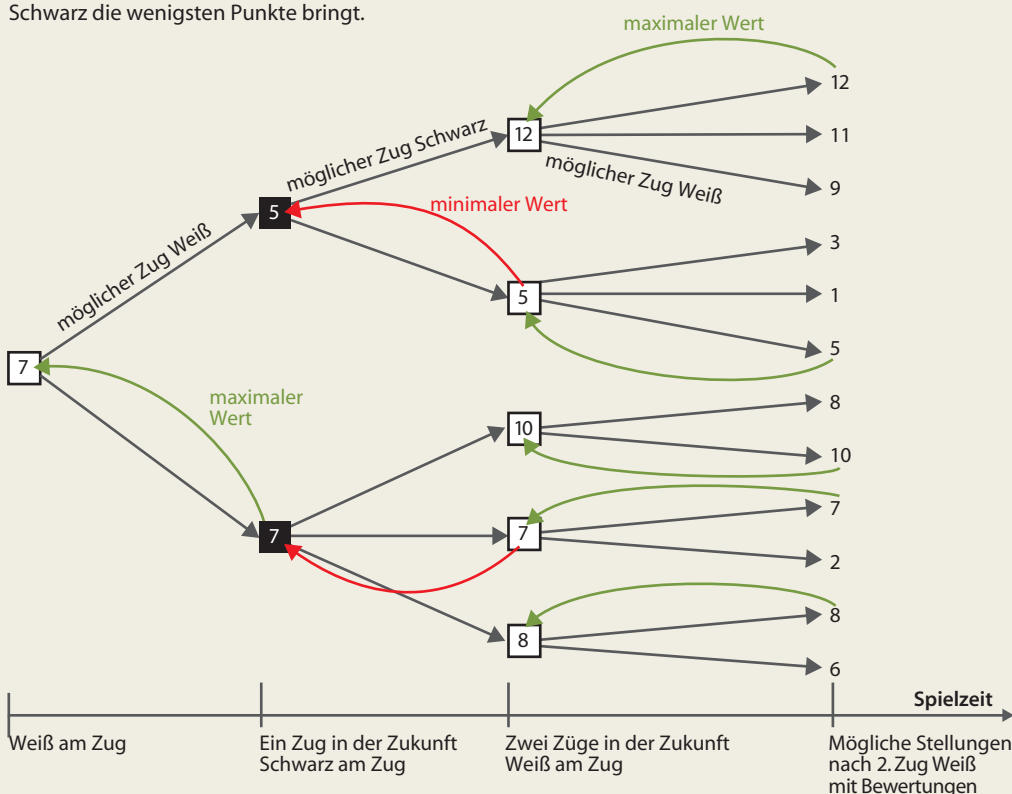 Schwarz die wenigsten Punkte bringt.
maximaler Wert
12
möglicher Zug Schwarz
12
11
möglicher Zug Weiß
9
5
minimaler Wert
möglicher Zug Weiß
3
5
1
5
7
maximaler
Wert
8
10
10
7
7
7
2
8
8
6
Spielzeit
Weiß am Zug
Ein Zug in der Zukunft
Schwarz am Zug
Zwei Züge in der Zukunft
Weiß am Zug
Mögliche Stellungen
nach 2. Zug Weiß
mit Bewertungen